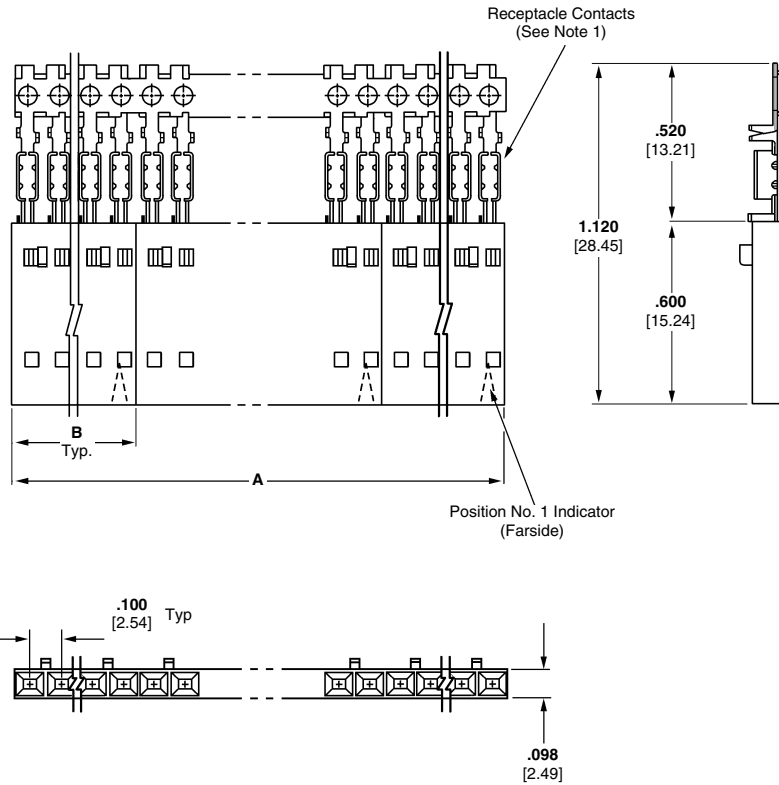 Receptacle Contacts
(See Note 1)
.520
[13.21]
1.120
[28.45]
.600
[15.24]
B
Typ.
A
Position No. 1 Indicator
(Farside)
.100
[2.54]
Typ
.098
[2.49]